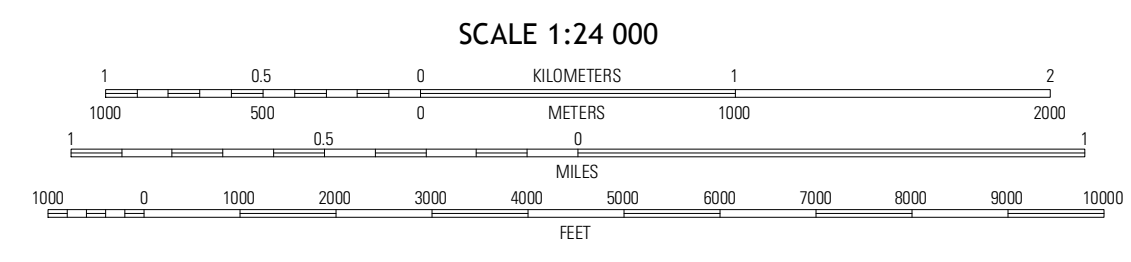 SCALE 1:24 000
1 0.5 0 KILOMETERS 1 2
1000 500 0 METERS 1000 2000
1 0.5 0 1
MILES
1000 0 1000 2000 3000 4000 5000 6000 7000 8000 9000 10000
FEET